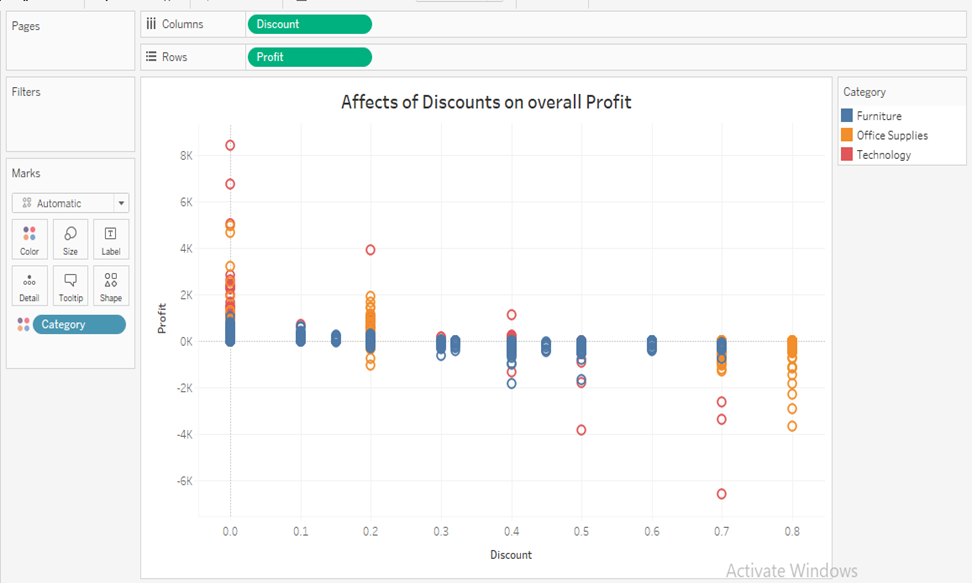 Pages
Columns
Discount
Rows
Profit
Filters
Marks
Automatic
Color
Size
Label
Detail
Tooltip
Shape
Category
Affects of Discounts on overall Profit
8K
6K
4K
2K
0K
-2K
-4K
-6K
Profit
0.0 0.1 0.2 0.3 0.4 0.5 0.6 0.7 0.8
Discount
Category
Furniture
Office Supplies
Technology
Activate Windows